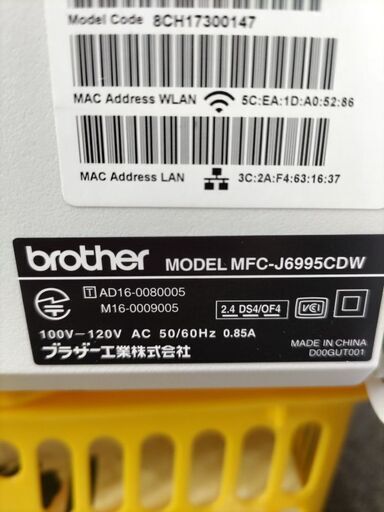 Model Code 8CH17300147
MAC Address WLAN 5C:EA:1D:A0:52:86
MAC Address LAN 3C:2A:F4:63:16:37
brother MODEL MFC-J6995CDW
T AD16-0080005
M16-0009005
2.4 DS4/OF4 VCI
100V－120V AC 50/60Hz 0.85A
ブラザー工業株式会社
MADE IN CHINA
D00GUT001